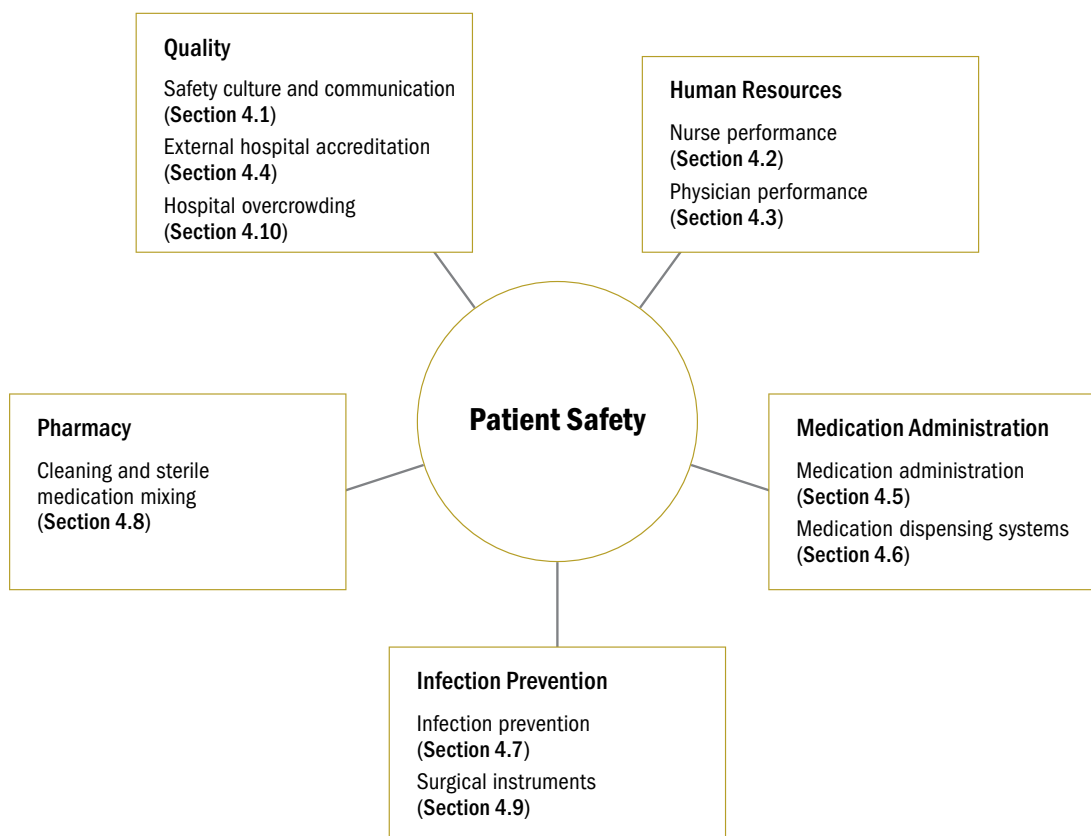 Quality
Safety culture and communication
(Section 4.1)
External hospital accreditation
(Section 4.4)
Hospital overcrowding
(Section 4.10)
Human Resources
Nurse performance
(Section 4.2)
Physician performance
(Section 4.3)
Patient Safety
Pharmacy
Cleaning and sterile
medication mixing
(Section 4.8)
Medication Administration
Medication administration
(Section 4.5)
Medication dispensing systems
(Section 4.6)
Infection Prevention
Infection prevention
(Section 4.7)
Surgical instruments
(Section 4.9)